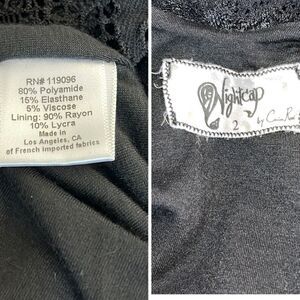 RN# 119096
80% Polyamide
15% Elasthane
5% Viscose
Lining: 90% Rayon
10% Lycra
Made in
Los Angeles, CA
of French imported fabrics
Nightcap
2
by